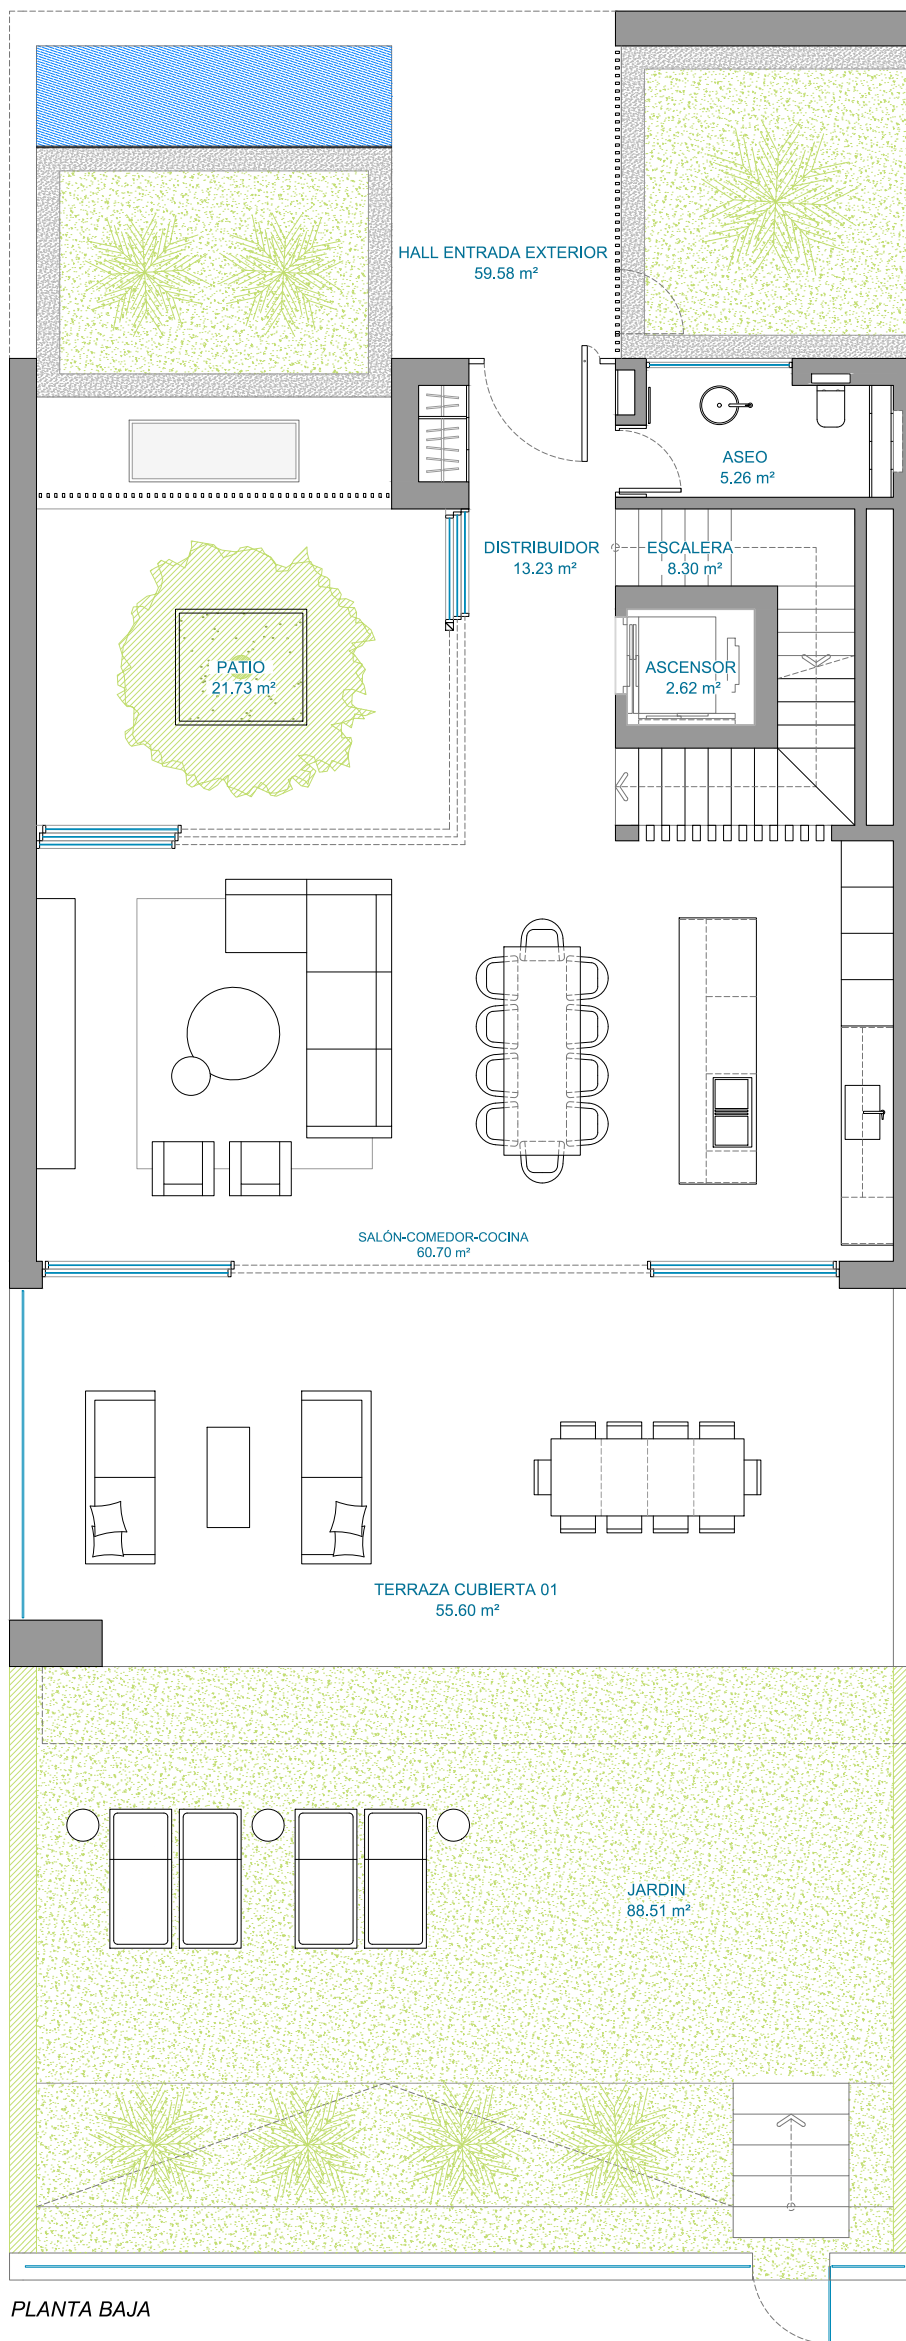 HALL ENTRADA EXTERIOR
59.58 m²
ASEO
5.26 m²
DISTRIBUIDOR
13.23 m²
ESCALERA
8.30 m²
PATIO
21.73 m²
ASCENSOR
2.62 m²
SALÓN-COMEDOR-COCINA
60.70 m²
TERRAZA CUBIERTA 01
55.60 m²
JARDIN
88.51 m²
PLANTA BAJA